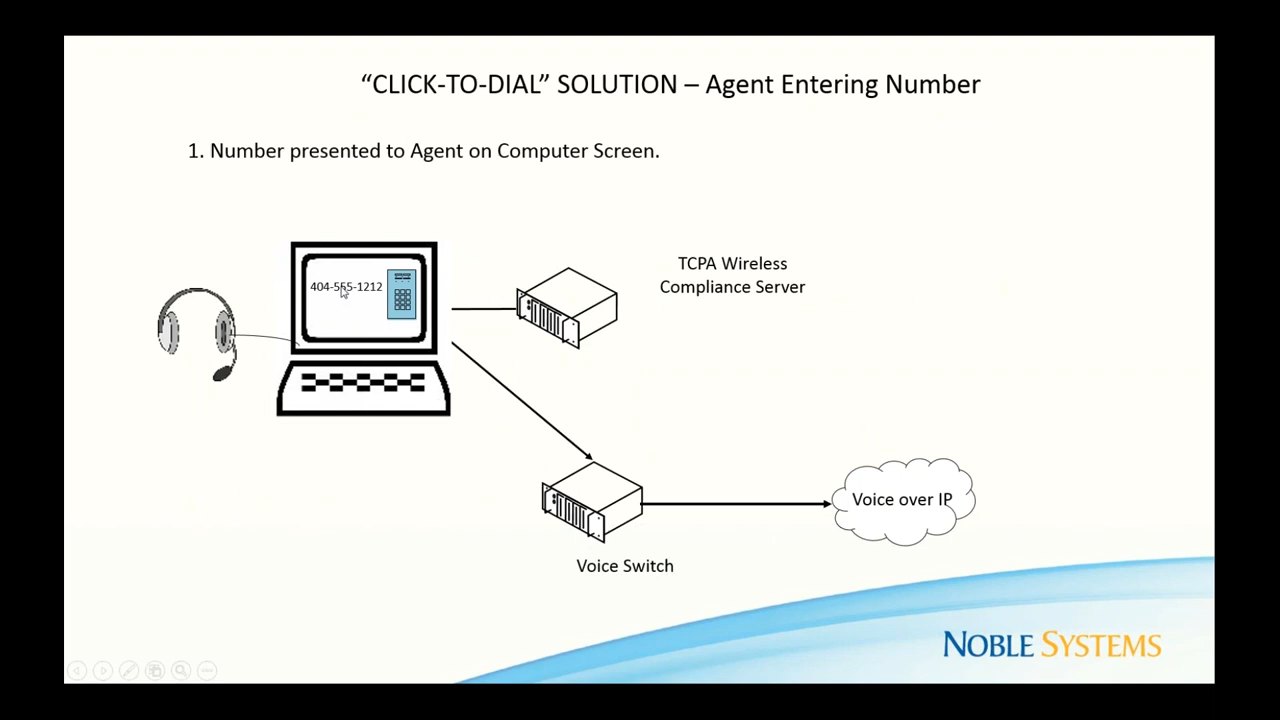 “CLICK-TO-DIAL” SOLUTION – Agent Entering Number
1. Number presented to Agent on Computer Screen.
404-555-1212
TCPA Wireless
Compliance Server
Voice over IP
Voice Switch
NOBLE SYSTEMS